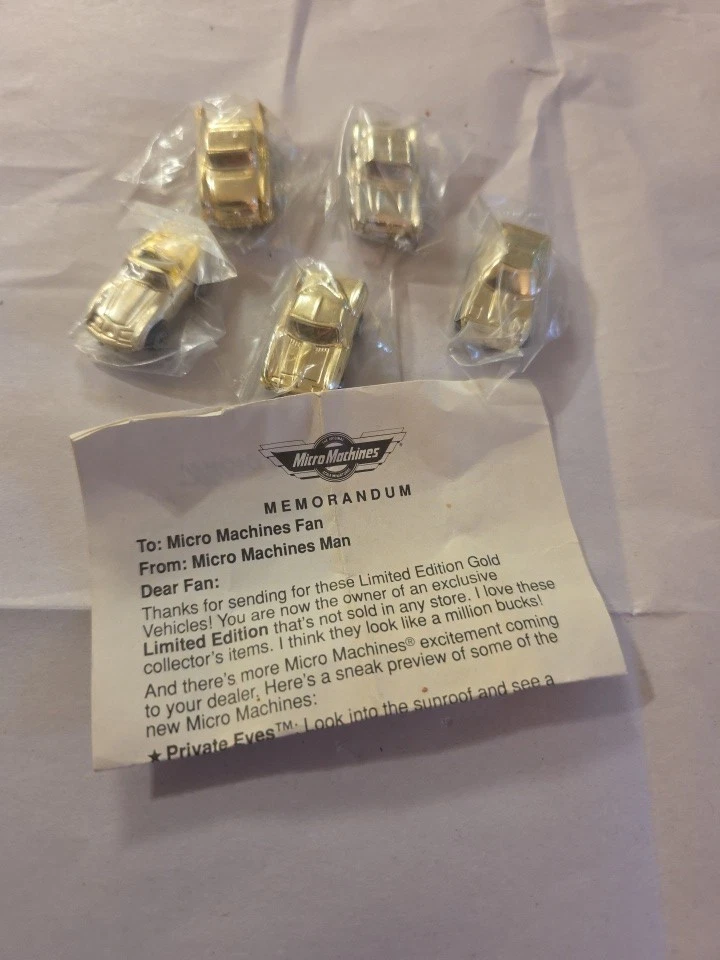 Micro Machines
MEMORANDUM
To: Micro Machines Fan
From: Micro Machines Man
Dear Fan:
Thanks for sending for these Limited Edition Gold
Vehicles! You are now the owner of an exclusive
Limited Edition that's not sold in any store. I love these
collector's items. I think they look like a million bucks!
And there's more Micro Machines® excitement coming
to your dealer. Here's a sneak preview of some of the
new Micro Machines:
★ Private Eyes™: Look into the sunroof and see a